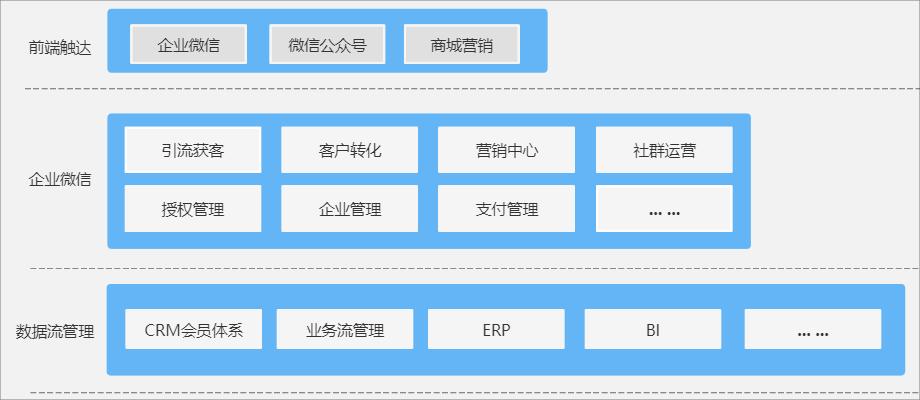 前端触达
企业微信 微信公众号 商城营销
企业微信
引流获客 客户转化 营销中心 社群运营
授权管理 企业管理 支付管理 ... ...
数据流管理
CRM会员体系 业务流管理 ERP BI ... ...